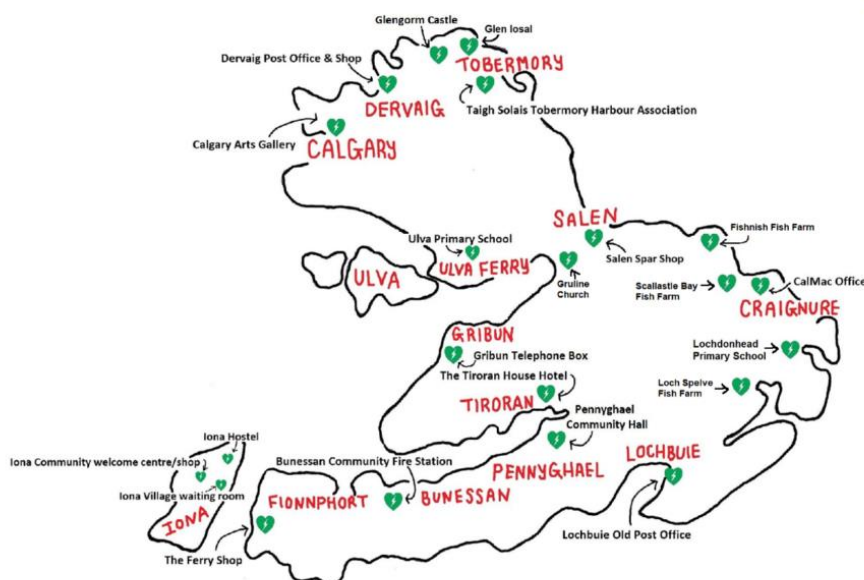 Glengorm Castle
Glen Iosal
Dervaig Post Office & Shop
TOBERMORY
DERVAIG
Taigh Solais Tobermory Harbour Association
Calgary Arts Gallery
CALGARY
SALEN
Ulva Primary School
Fishnish Fish Farm
Salen Spar Shop
ULVA FERRY
ULVA
Gruline
Church
Scallastle Bay
Fish Farm
CalMac Office
CRAIGNURE
GRIBUN
Gribun Telephone Box
Lochdonhead
Primary School
The Tiroran House Hotel
Loch Spelve
Fish Farm
TIRORAN
Pennyghael
Community Hall
Iona Hostel
Iona Community welcome centre/shop
Bunessan Community Fire Station
LOCHBUIE
PENNYGHAEL
Iona Village waiting room
FIONNPHORT
BUNESSAN
IONA
Lochbuie Old Post Office
The Ferry Shop